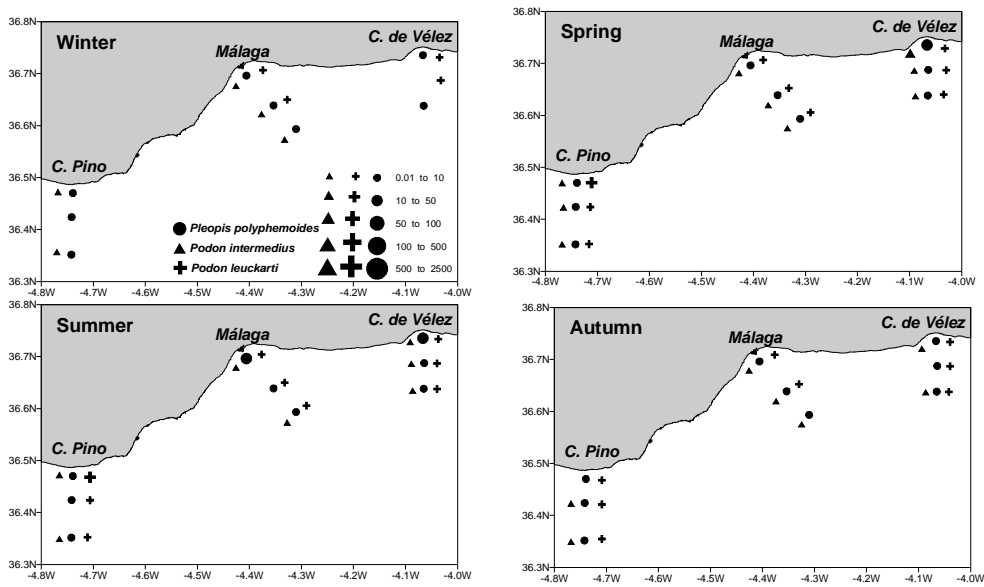 Winter
C. de Vélez
Málaga
C. Pino
0.01 to 10
10 to 50
50 to 100
100 to 500
500 to 2500
Pleopis polyphemoides
Podon intermedius
Podon leuckarti
36.8N
36.7N
36.6N
36.5N
36.4N
36.3N
-4.8W -4.7W -4.6W -4.5W -4.4W -4.3W -4.2W -4.1W -4.0W
Spring
C. de Vélez
Málaga
C. Pino
36.8N
36.7N
36.6N
36.5N
36.4N
36.3N
-4.8W -4.7W -4.6W -4.5W -4.4W -4.3W -4.2W -4.1W -4.0W
Summer
C. de Vélez
Málaga
C. Pino
36.8N
36.7N
36.6N
36.5N
36.4N
36.3N
-4.8W -4.7W -4.6W -4.5W -4.4W -4.3W -4.2W -4.1W -4.0W
Autumn
C. de Vélez
Málaga
C. Pino
36.8N
36.7N
36.6N
36.5N
36.4N
36.3N
-4.8W -4.7W -4.6W -4.5W -4.4W -4.3W -4.2W -4.1W -4.0W